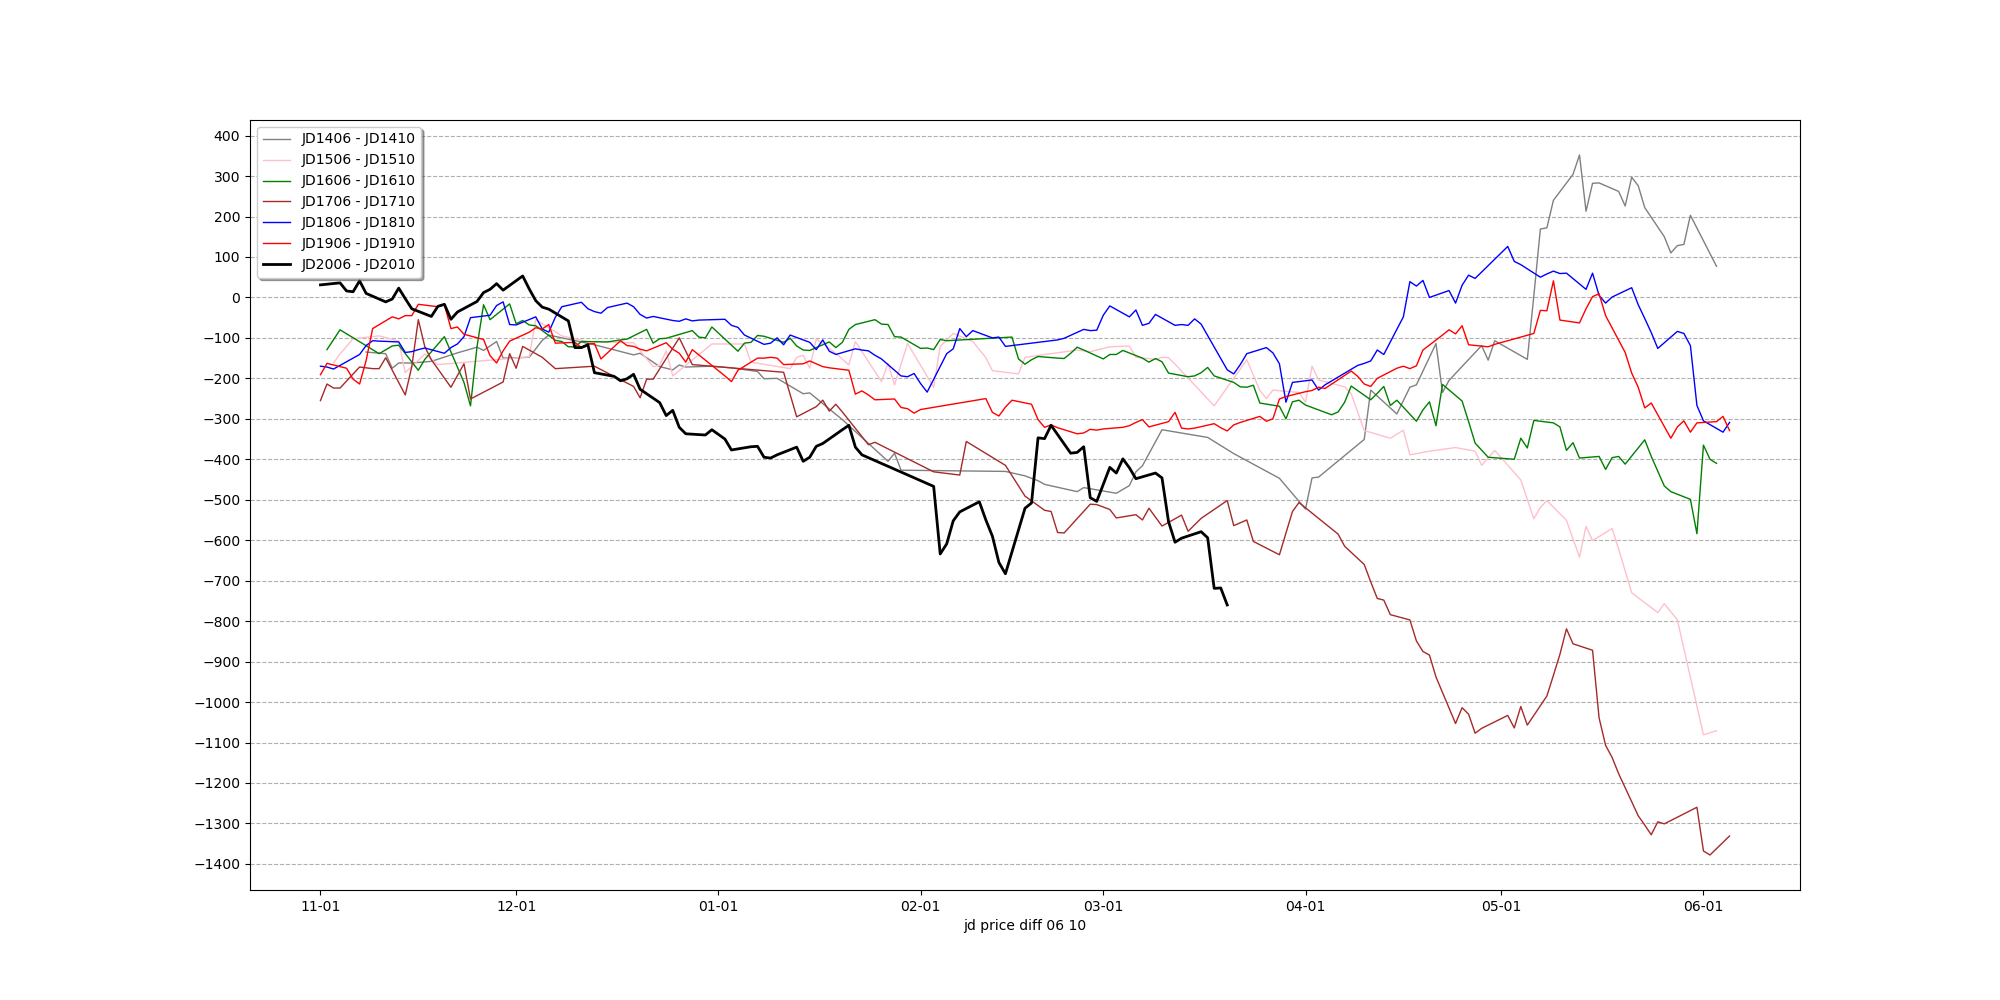 400
300
200
100
0
−100
−200
−300
−400
−500
−600
−700
−800
−900
−1000
−1100
−1200
−1300
−1400
JD1406 - JD1410
JD1506 - JD1510
JD1606 - JD1610
JD1706 - JD1710
JD1806 - JD1810
JD1906 - JD1910
JD2006 - JD2010
11-01 12-01 01-01 02-01 03-01 04-01 05-01 06-01
jd price diff 06 10